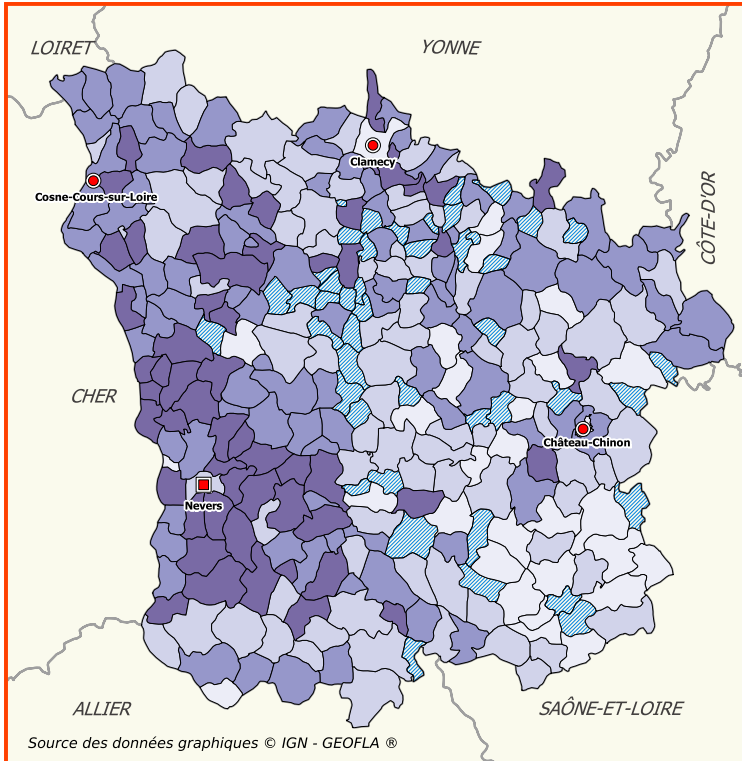 LOIRET
YONNE
Clamecy
Cosne-Cours-sur-Loire
CÔTE-D'OR
CHER
Château-Chinon
Nevers
ALLIER
SAÔNE-ET-LOIRE
Source des données graphiques © IGN - GEOFLA ®